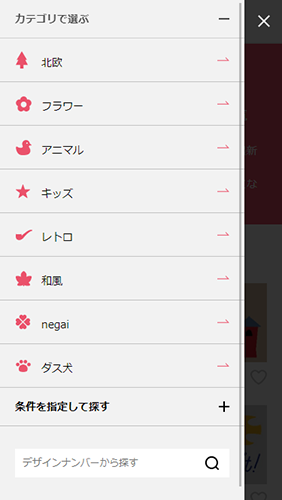 カテゴリで選ぶ
北欧
フラワー
アニマル
キッズ
レトロ
和風
negai
ダス犬
条件を指定して探す
デザインナンバーから探す
新
な
t!